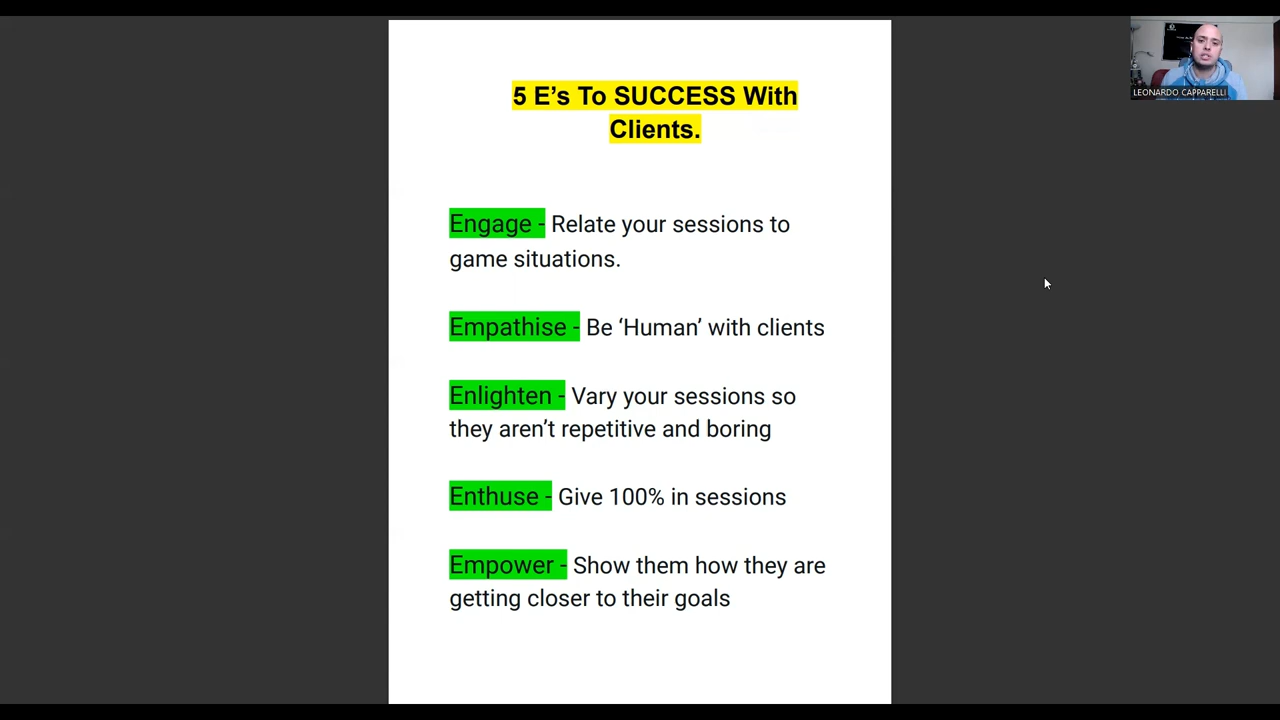 5 E’s To SUCCESS With
Clients.
LEONARDO CAPPARELLI
Engage - Relate your sessions to
game situations.
Empathise - Be ‘Human’ with clients
Enlighten - Vary your sessions so
they aren’t repetitive and boring
Enthuse - Give 100% in sessions
Empower - Show them how they are
getting closer to their goals